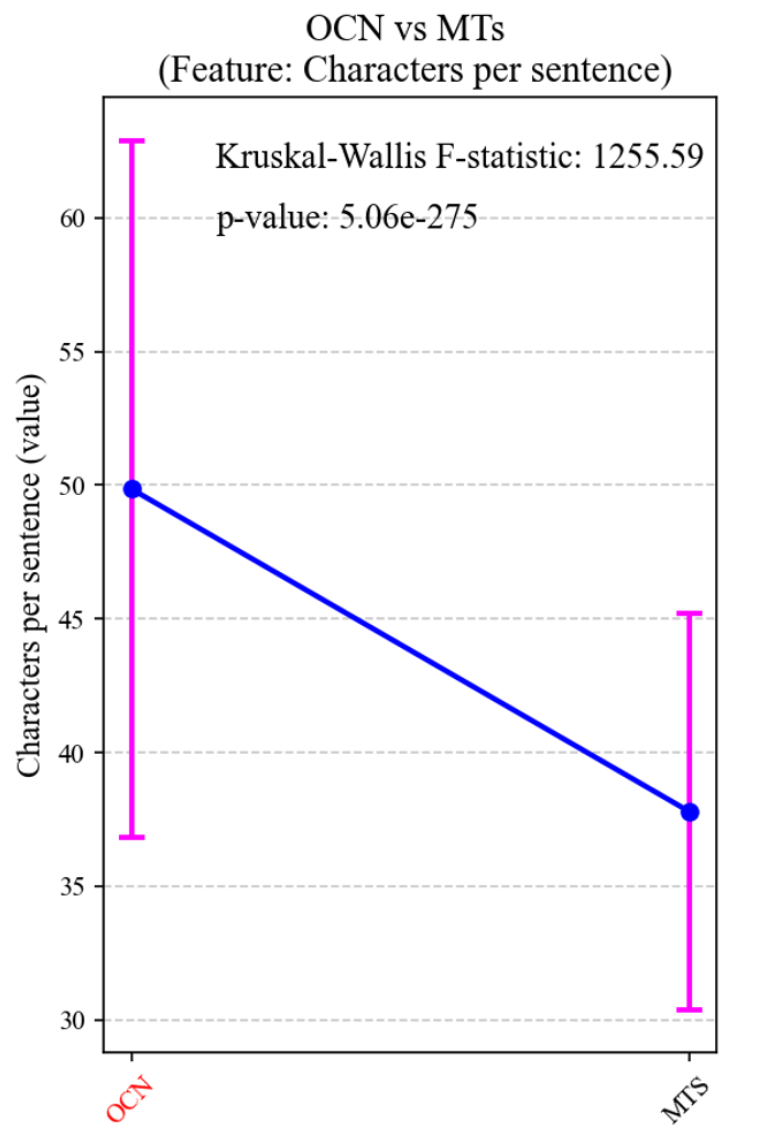 OCN vs MTs
(Feature: Characters per sentence)
Kruskal-Wallis F-statistic: 1255.59
p-value: 5.06e-275
Characters per sentence (value)
60
55
50
45
40
35
30
OCN
MTS